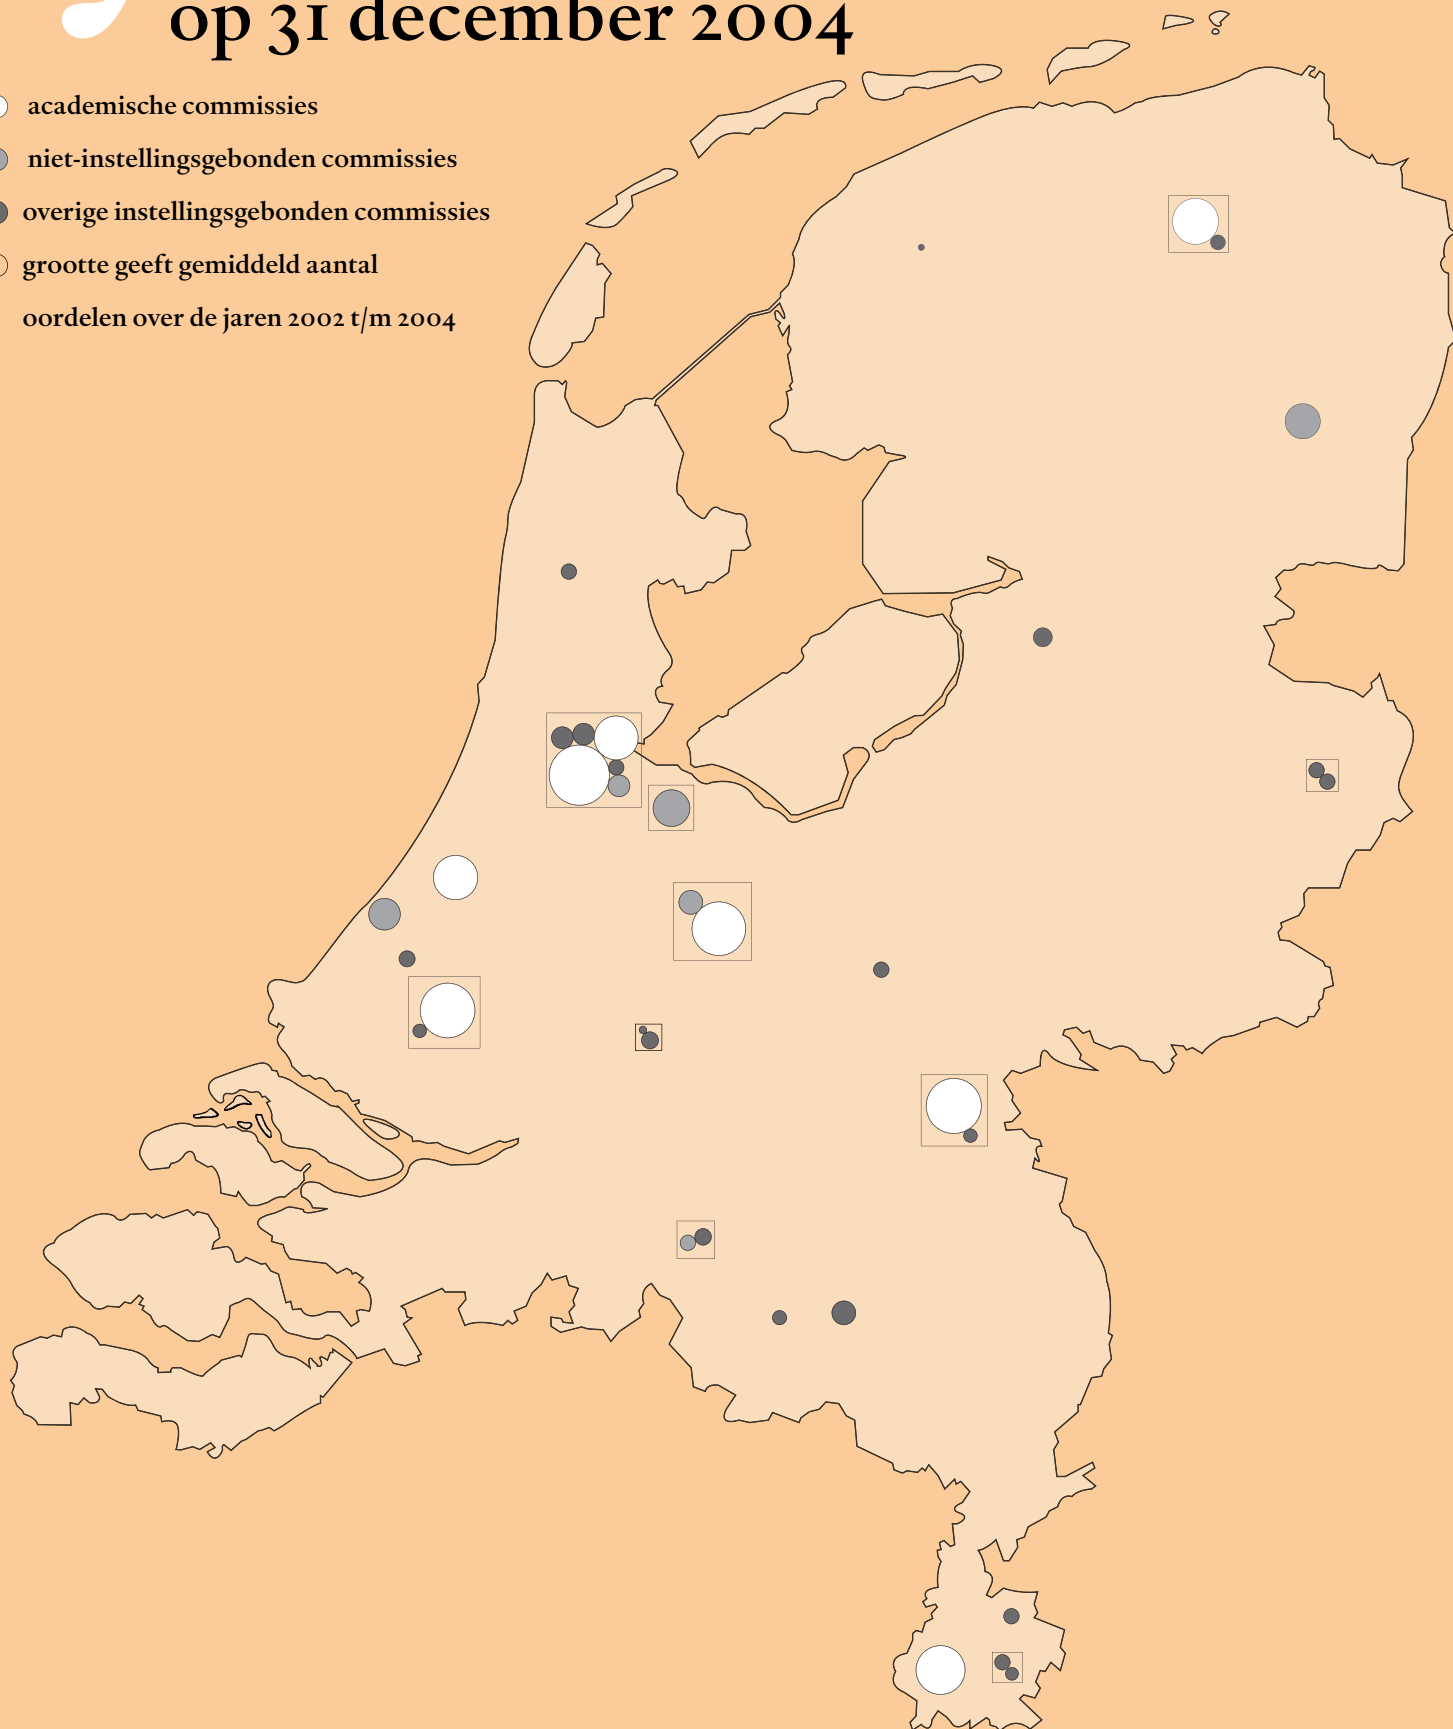 op 31 december 2004
academische commissies
niet-instellingsgebonden commissies
overige instellingsgebonden commissies
grootte geeft gemiddeld aantal
oordelen over de jaren 2002 t/m 2004